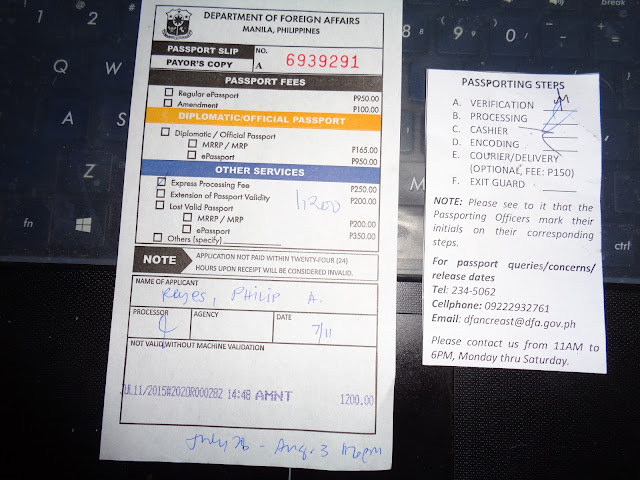 DEPARTMENT OF FOREIGN AFFAIRS
MANILA, PHILIPPINES
PASSPORT SLIP
PAYOR'S COPY
NO.
A 6939291
PASSPORT FEES
Regular ePassport P950.00
Amendment P100.00
DIPLOMATIC/OFFICIAL PASSPORT
Diplomatic / Official Passport
MRRP / MRP P165.00
ePassport P950.00
OTHER SERVICES
Express Processing Fee P250.00
Extension of Passport Validity P200.00
1,200
Lost Valid Passport
MRRP / MRP P200.00
ePassport P350.00
Others (specify)
NOTE
APPLICATION NOT PAID WITHIN TWENTY-FOUR (24)
HOURS UPON RECEIPT WILL BE CONSIDERED INVALID.
NAME OF APPLICANT
Reyes, PHILIP A.
PROCESSOR AGENCY DATE
7/11
NOT VALID WITHOUT MACHINE VALIDATION
JUL11/2015#2020R000282 14:48 AMNT 1200.00
July 26 - Aug. 3
PASSPORTING STEPS
A. VERIFICATION
B. PROCESSING
C. CASHIER
D. ENCODING
E. COURIER/DELIVERY
(OPTIONAL, FEE: P150)
F. EXIT GUARD
NOTE: Please see to it that the
Passporting Officers mark their
initials on their corresponding
steps.
For passport queries/concerns/
release dates
Tel: 234-5062
Cellphone: 09222932761
Email: dfancreast@dfa.gov.ph
Please contact us from 11AM to
6PM, Monday thru Saturday.
Q
W
A
S
Z
fn
alt
8
9
0
ctrl